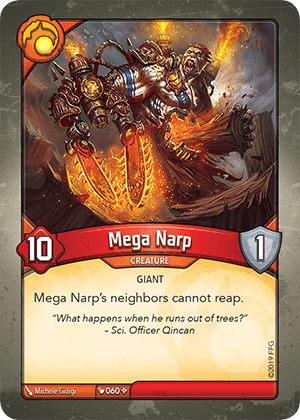 Mega Narp
CREATURE
10
1
GIANT
Mega Narp's neighbors cannot reap.
"What happens when he runs out of trees?"
– Sci. Officer Qincan
Michele Giorgi
060
©2019 FFG